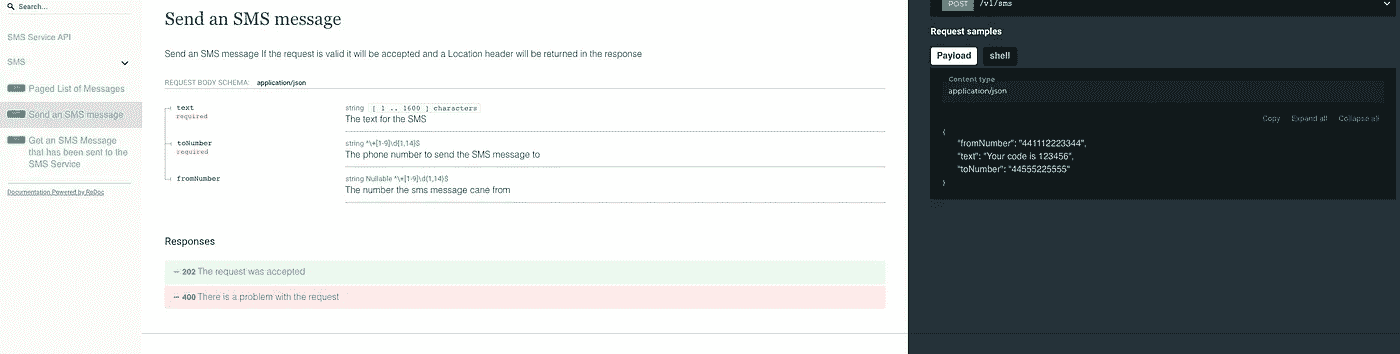 Search...
SMS Service API
SMS
Paged List of Messages
Send an SMS message
Get an SMS Message
that has been sent to the
SMS Service
Documentation Powered by ReDoc
Send an SMS message
Send an SMS message If the request is valid it will be accepted and a Location header will be returned in the response
REQUEST BODY SCHEMA: application/json
text
required
string [ 1 .. 1600 ] characters
The text for the SMS
toNumber
required
string ^\+[1-9]\d{1,14}$
The phone number to send the SMS message to
fromNumber
string Nullable ^\+[1-9]\d{1,14}$
The number the sms message cane from
Responses
— 202 The request was accepted
— 400 There is a problem with the request
POST /v1/sms
Request samples
Payload shell
Content type
application/json
Copy Expand all Collapse all
{
"fromNumber": "441112223344",
"text": "Your code is 123456",
"toNumber": "44555225555"
}